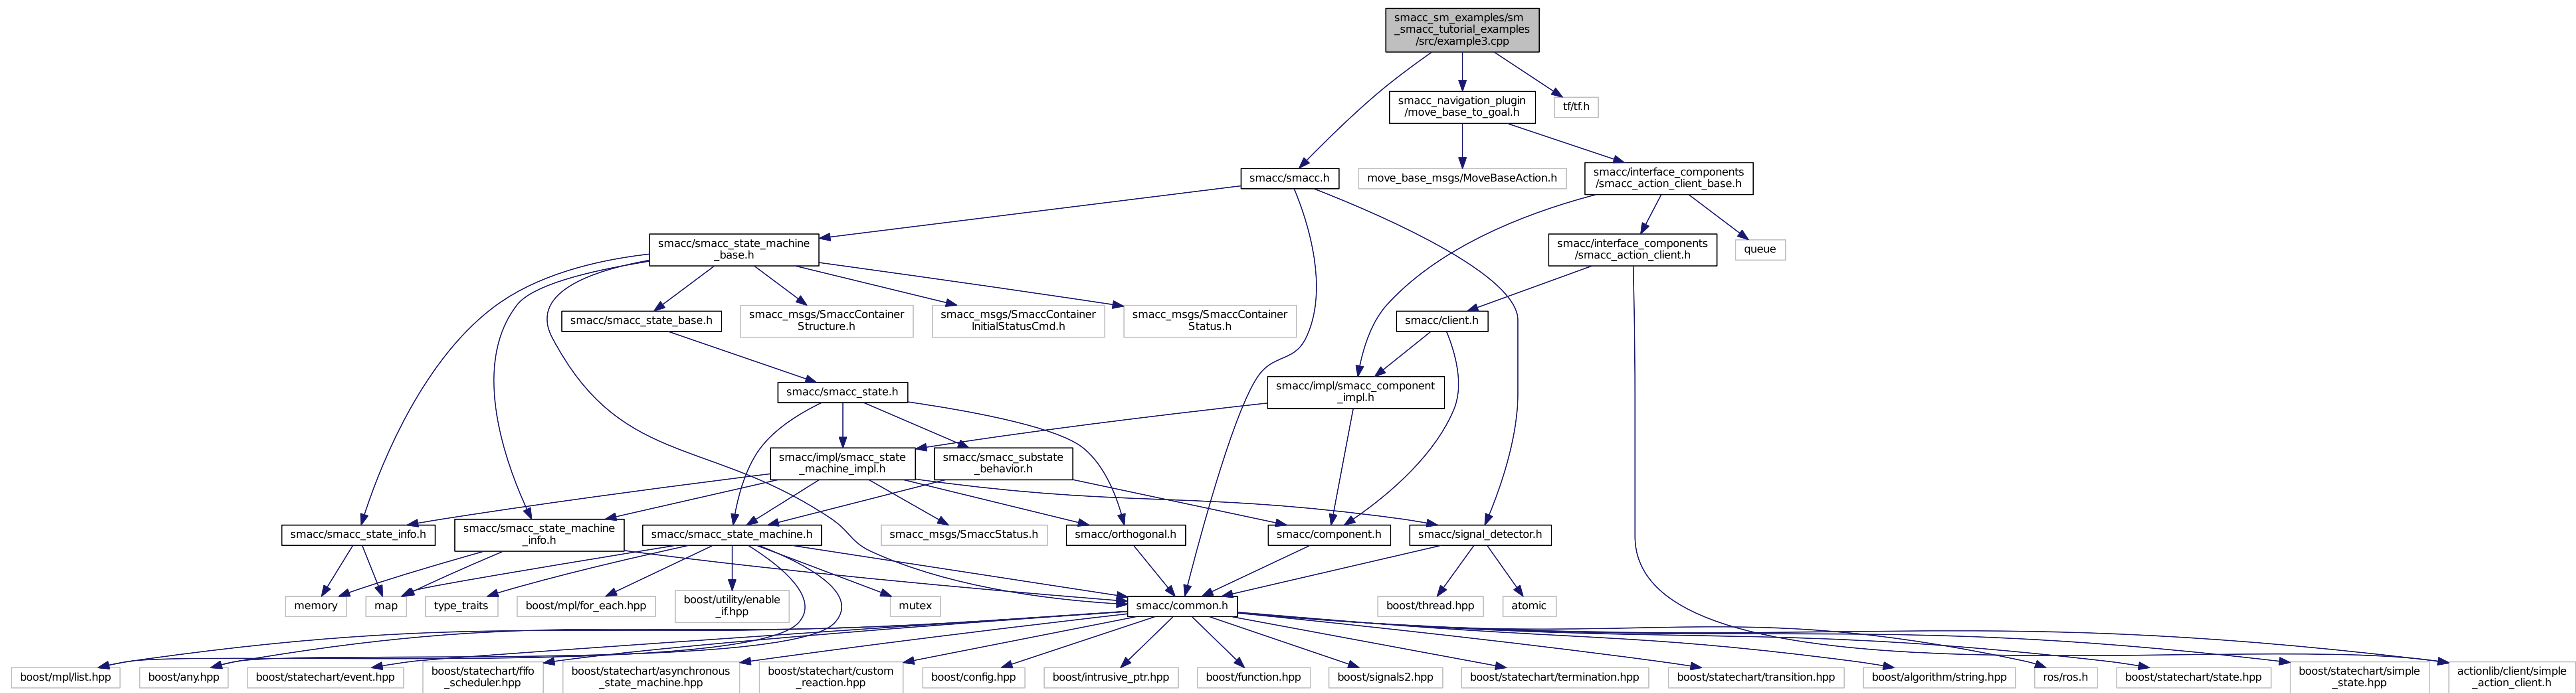 smacc_sm_examples/sm
_smacc_tutorial_examples
/src/example3.cpp
smacc_navigation_plugin
/move_base_to_goal.h
tf/tf.h
smacc/smacc.h
move_base_msgs/MoveBaseAction.h
smacc/interface_components
/smacc_action_client_base.h
smacc/smacc_state_machine
_base.h
smacc/interface_components
/smacc_action_client.h
queue
smacc/smacc_state_base.h
smacc_msgs/SmaccContainer
Structure.h
smacc_msgs/SmaccContainer
InitialStatusCmd.h
smacc_msgs/SmaccContainer
Status.h
smacc/client.h
smacc/smacc_state.h
smacc/impl/smacc_component
_impl.h
smacc/impl/smacc_state
_machine_impl.h
smacc/smacc_substate
_behavior.h
smacc/smacc_state_info.h
smacc/smacc_state_machine
_info.h
smacc/smacc_state_machine.h
smacc_msgs/SmaccStatus.h
smacc/orthogonal.h
smacc/component.h
smacc/signal_detector.h
memory
map
type_traits
boost/mpl/for_each.hpp
boost/utility/enable
_if.hpp
mutex
smacc/common.h
boost/thread.hpp
atomic
boost/mpl/list.hpp
boost/any.hpp
boost/statechart/event.hpp
boost/statechart/fifo
_scheduler.hpp
boost/statechart/asynchronous
_state_machine.hpp
boost/statechart/custom
_reaction.hpp
boost/config.hpp
boost/intrusive_ptr.hpp
boost/function.hpp
boost/signals2.hpp
boost/statechart/termination.hpp
boost/statechart/transition.hpp
boost/algorithm/string.hpp
ros/ros.h
boost/statechart/state.hpp
boost/statechart/simple
_state.hpp
actionlib/client/simple
_action_client.h